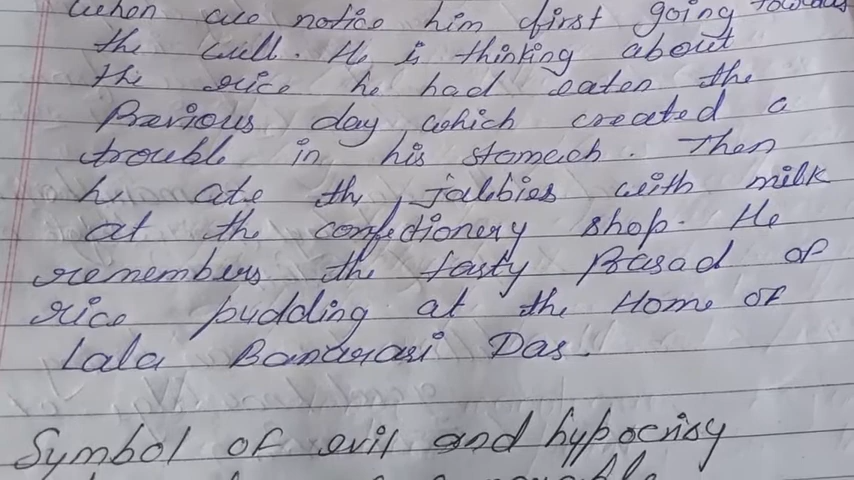 when we notice him first going towards
the well. He is thinking about
the rice he had eaten the
Previous day, which created a
trouble in his stomach. Then
he ate the jalebies with milk
at the confectionery shop. He
remembers the tasty Prasad of
rice pudding at the Home of
Lala Banarasi Das.
Symbol of evil and hypocrisy